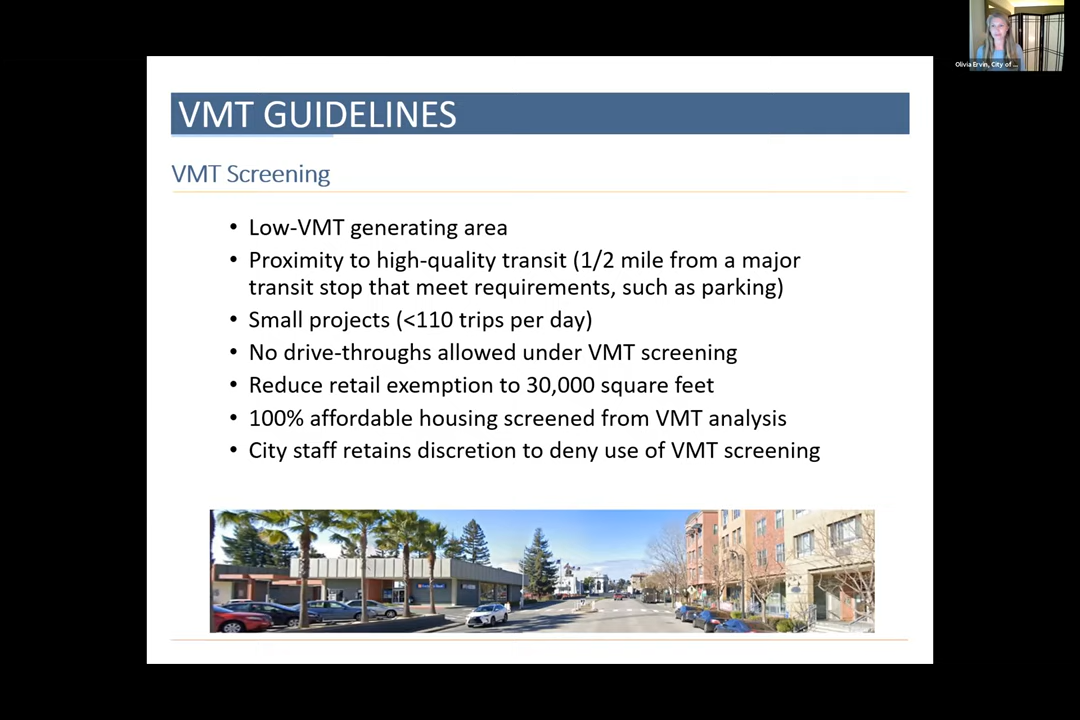 Olivia Ervin, City of ...
VMT GUIDELINES
VMT Screening
• Low-VMT generating area
• Proximity to high-quality transit (1/2 mile from a major
transit stop that meet requirements, such as parking)
• Small projects (<110 trips per day)
• No drive-throughs allowed under VMT screening
• Reduce retail exemption to 30,000 square feet
• 100% affordable housing screened from VMT analysis
• City staff retains discretion to deny use of VMT screening